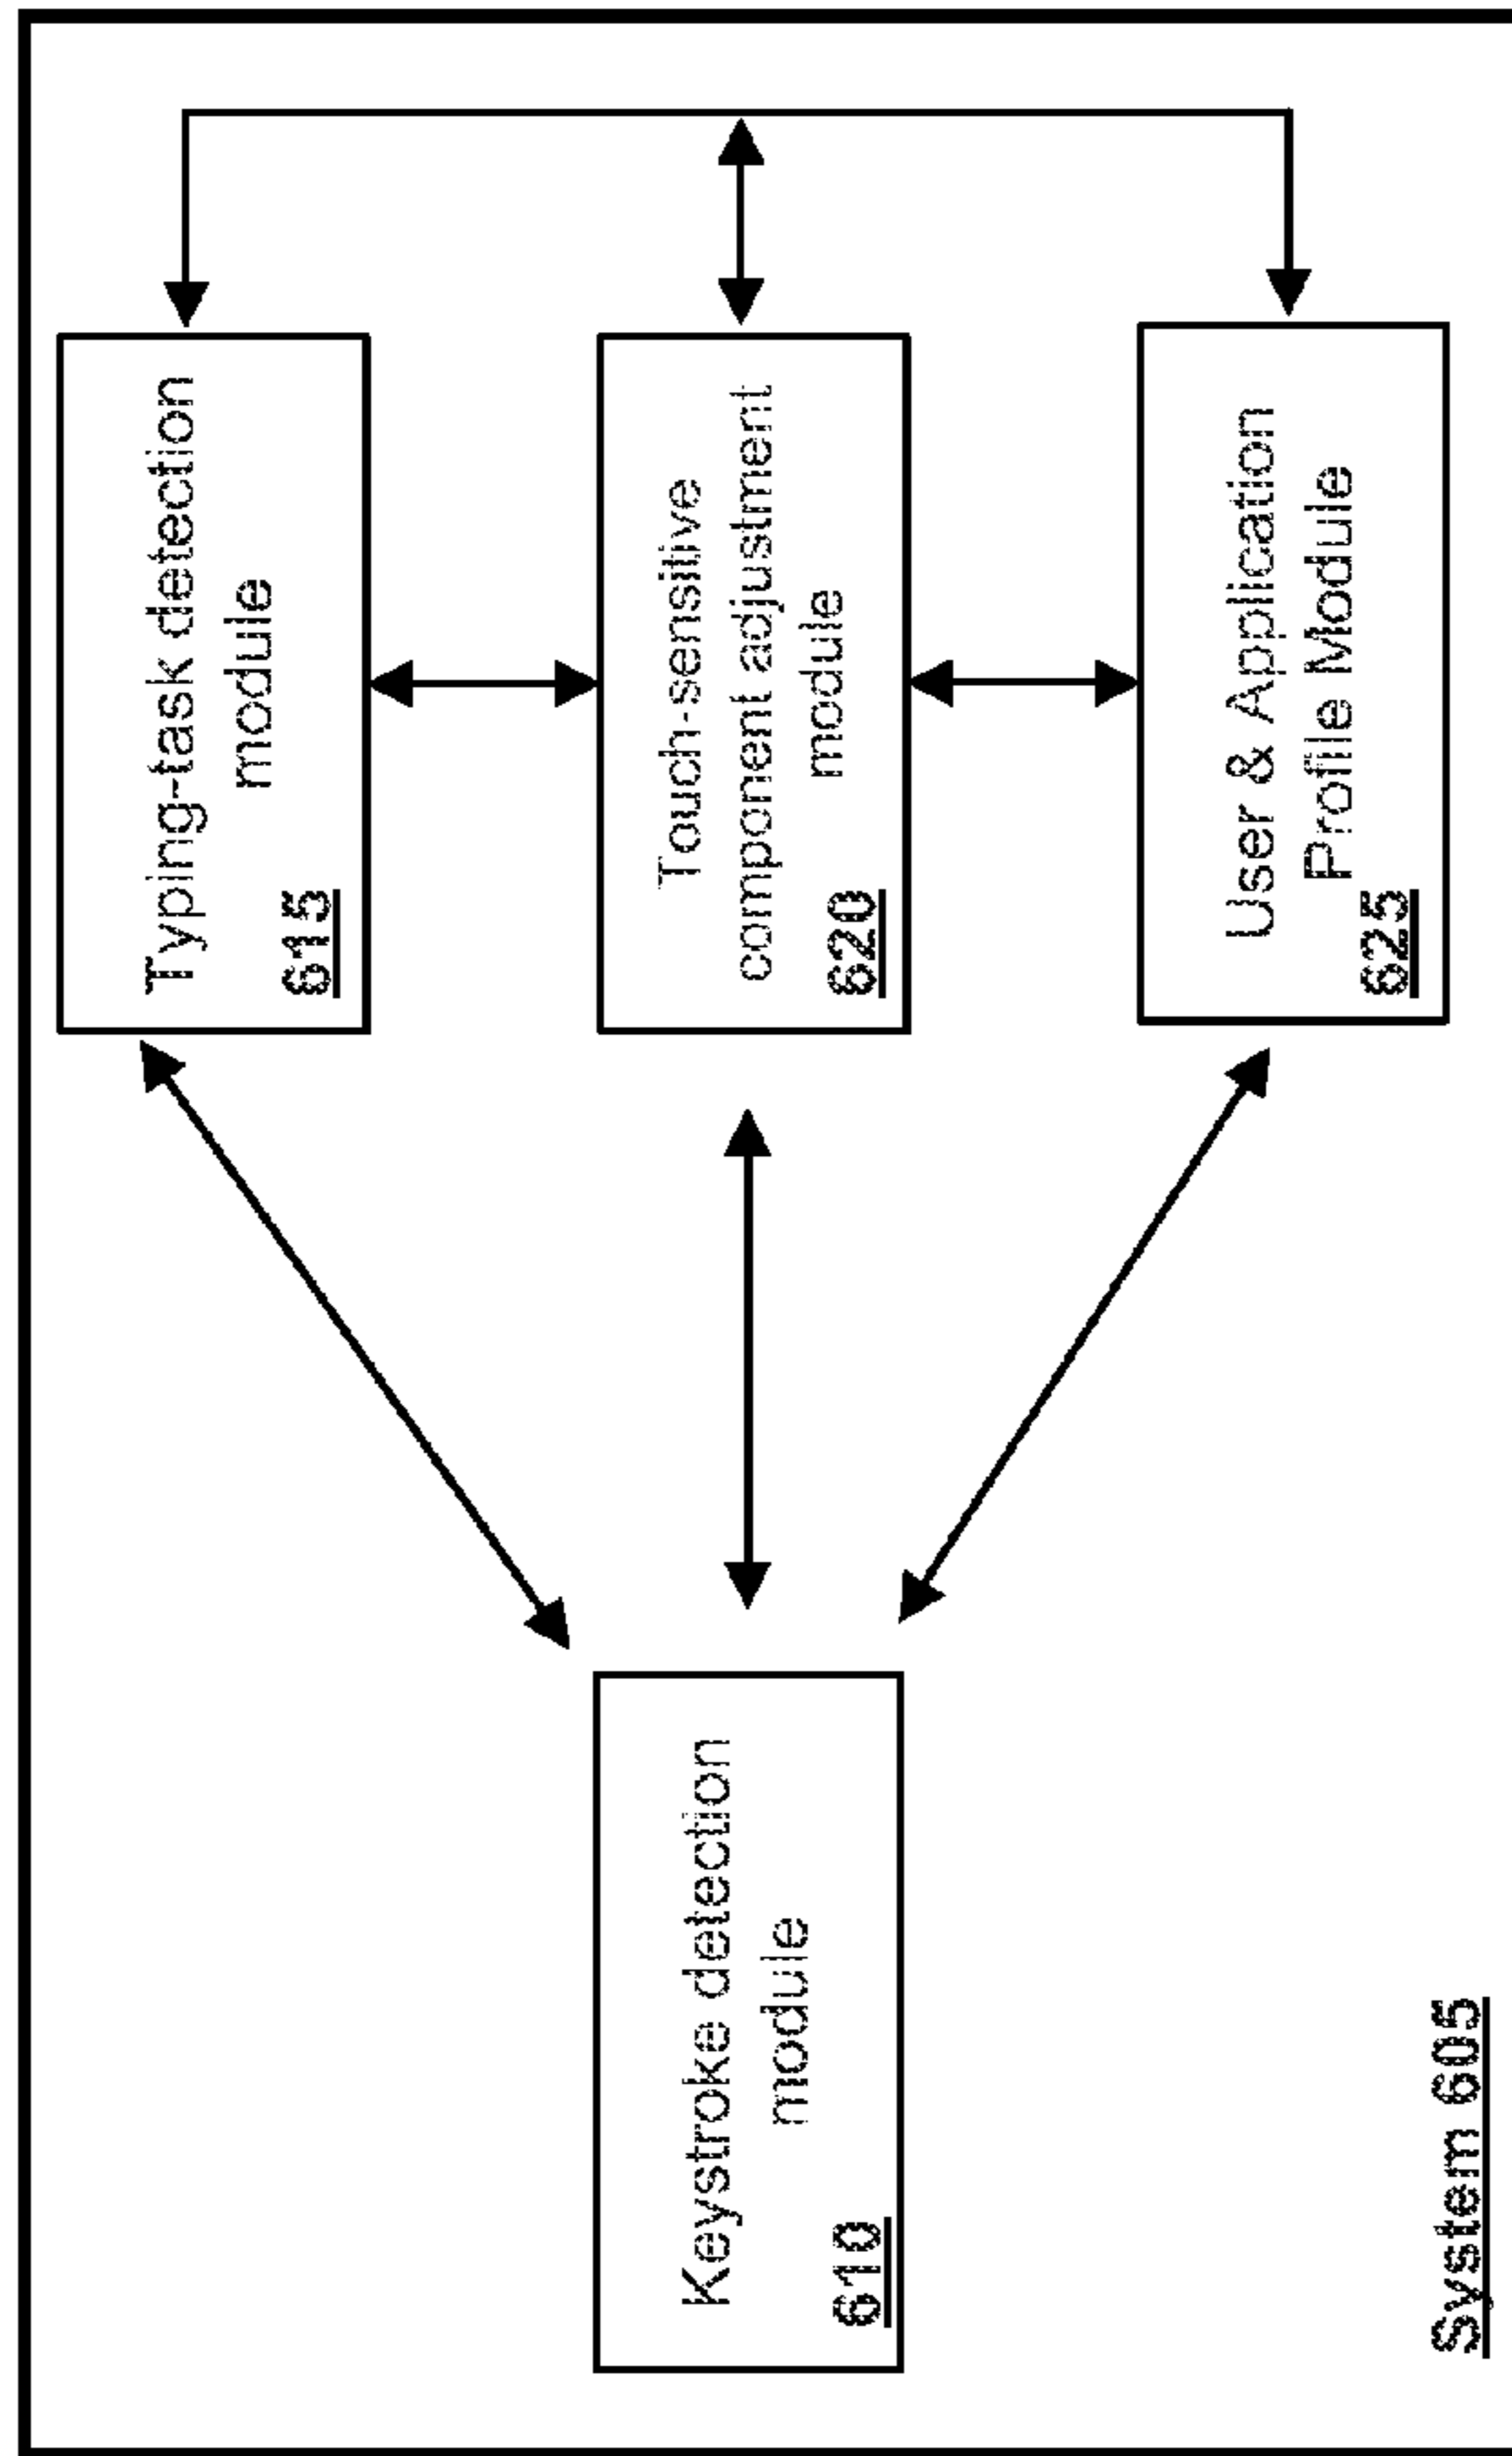 Keystroke detection
module
610
Typing-task detection
module
615
Touch-sensitive
component adjustment
module
620
User & Application
Profile Module
625
System 605